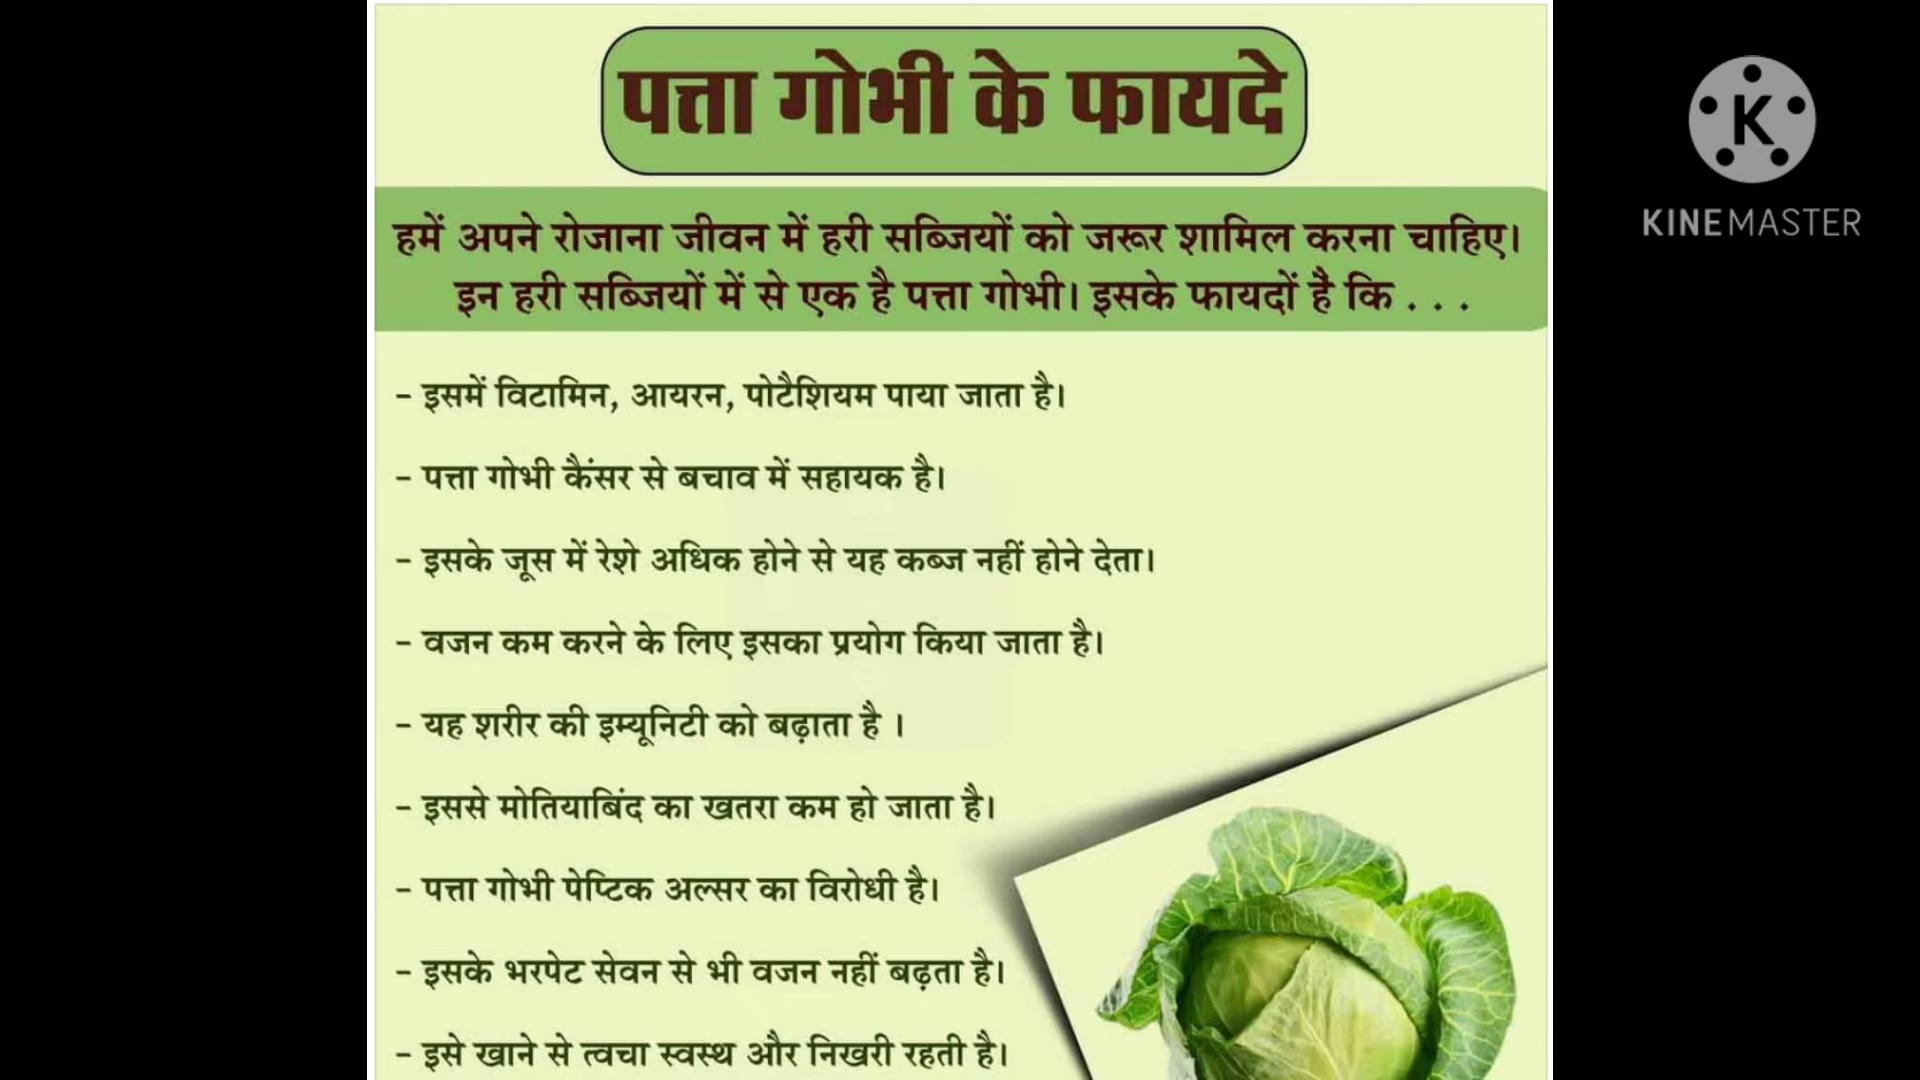 पत्ता गोभी के फायदे
हमें अपने रोजाना जीवन में हरी सब्जियों को जरूर शामिल करना चाहिए।
इन हरी सब्जियों में से एक है पत्ता गोभी। इसके फायदों हैं कि . . .
– इसमें विटामिन, आयरन, पोटैशियम पाया जाता है।
– पत्ता गोभी कैंसर से बचाव में सहायक है।
– इसके जूस में रेशे अधिक होने से यह कब्ज नहीं होने देता।
– वजन कम करने के लिए इसका प्रयोग किया जाता है।
– यह शरीर की इम्यूनिटी को बढ़ाता है ।
– इससे मोतियाबिंद का खतरा कम हो जाता है।
– पत्ता गोभी पेप्टिक अल्सर का विरोधी है।
– इसके भरपेट सेवन से भी वजन नहीं बढ़ता है।
– इसे खाने से त्वचा स्वस्थ और निखरी रहती है।
K
KINEMASTER